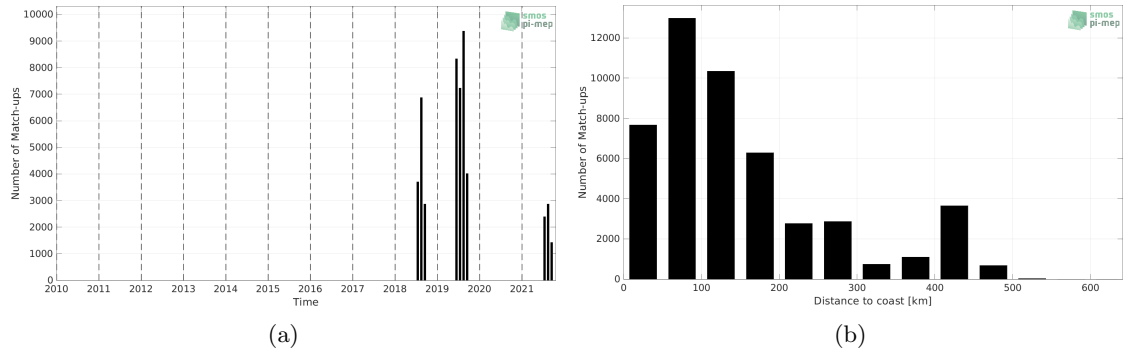 10000
9000
8000
7000
6000
5000
4000
3000
2000
1000
0
Number of Match-ups
2010 2011 2012 2013 2014 2015 2016 2017 2018 2019 2020 2021
Time
smos
pi-mep
(a)
12000
10000
8000
6000
4000
2000
0
Number of Match-ups
0 100 200 300 400 500 600
Distance to coast [km]
smos
pi-mep
(b)